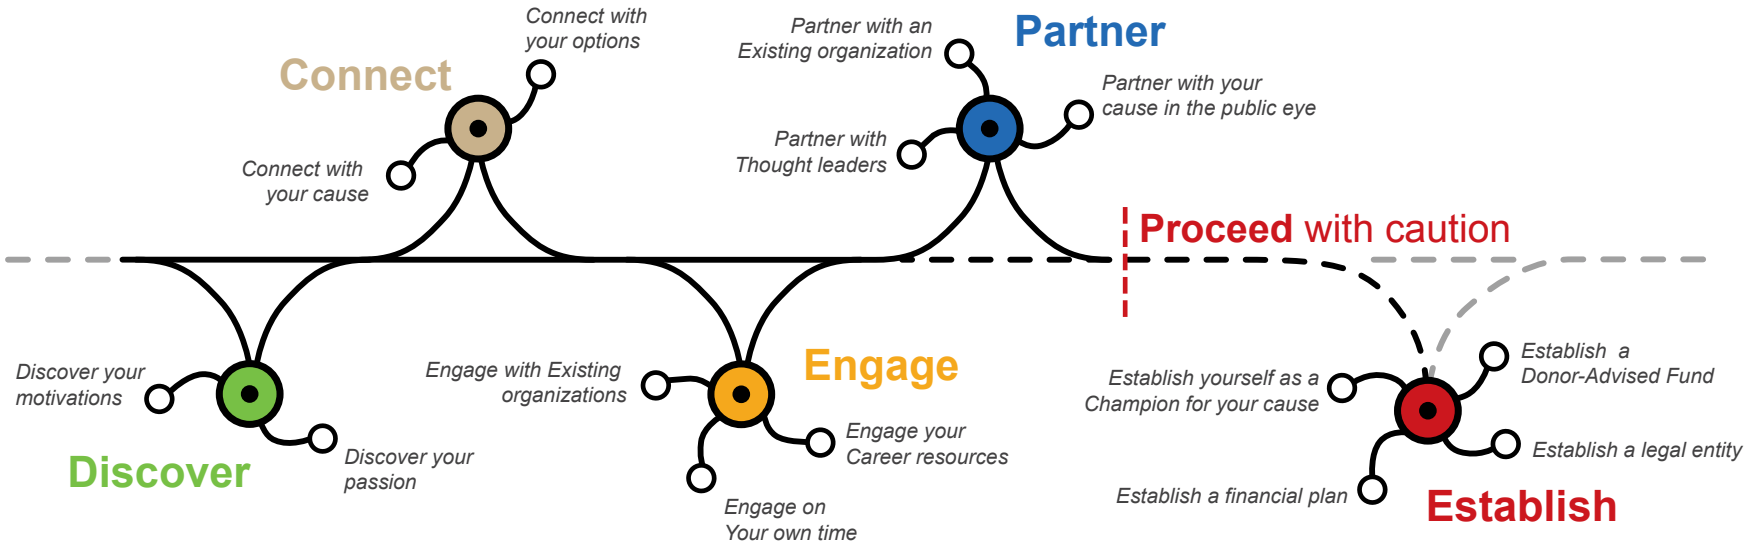 Connect
Connect with
your options
Connect with
your cause
Partner
Partner with an
Existing organization
Partner with your
cause in the public eye
Partner with
Thought leaders
Proceed with caution
Discover your
motivations
Discover
Discover your
passion
Engage
Engage with Existing
organizations
Engage your
Career resources
Engage on
Your own time
Establish a
Donor-Advised Fund
Establish yourself as a
Champion for your cause
Establish a legal entity
Establish a financial plan
Establish